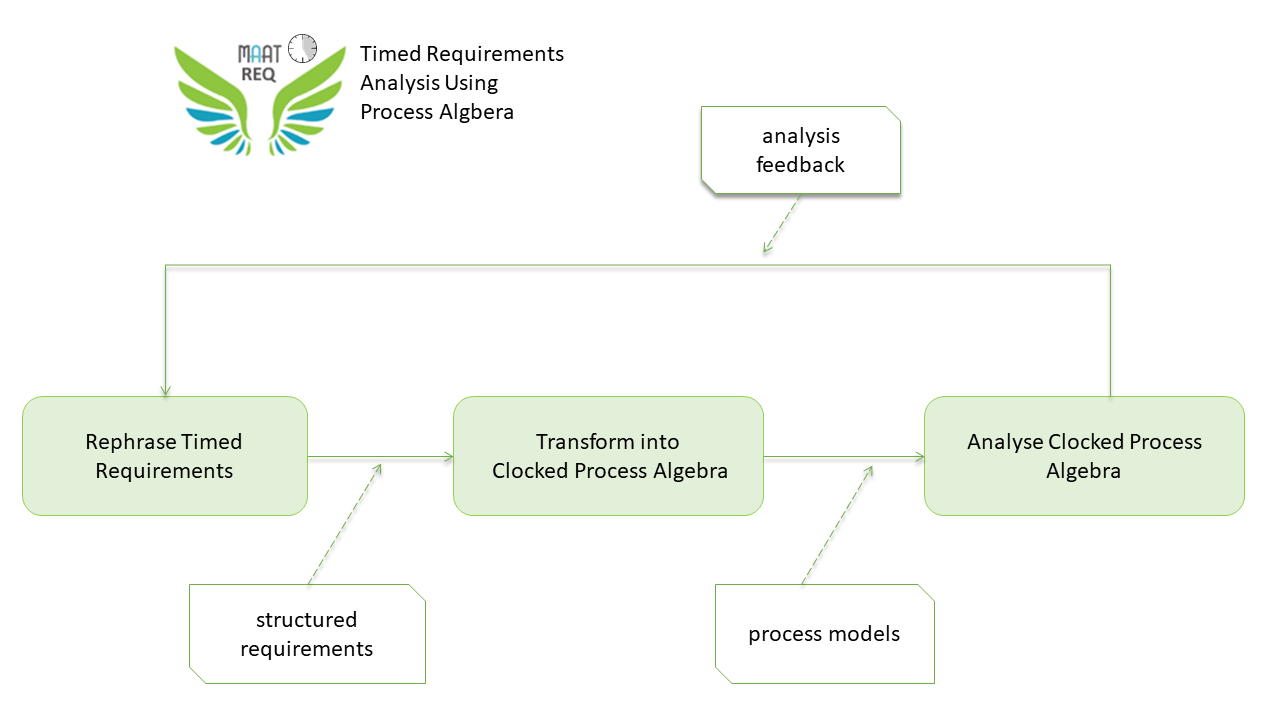 MAAT
REQ
Timed Requirements
Analysis Using
Process Algbera
analysis
feedback
Rephrase Timed
Requirements
Transform into
Clocked Process Algebra
Analyse Clocked Process
Algebra
structured
requirements
process models